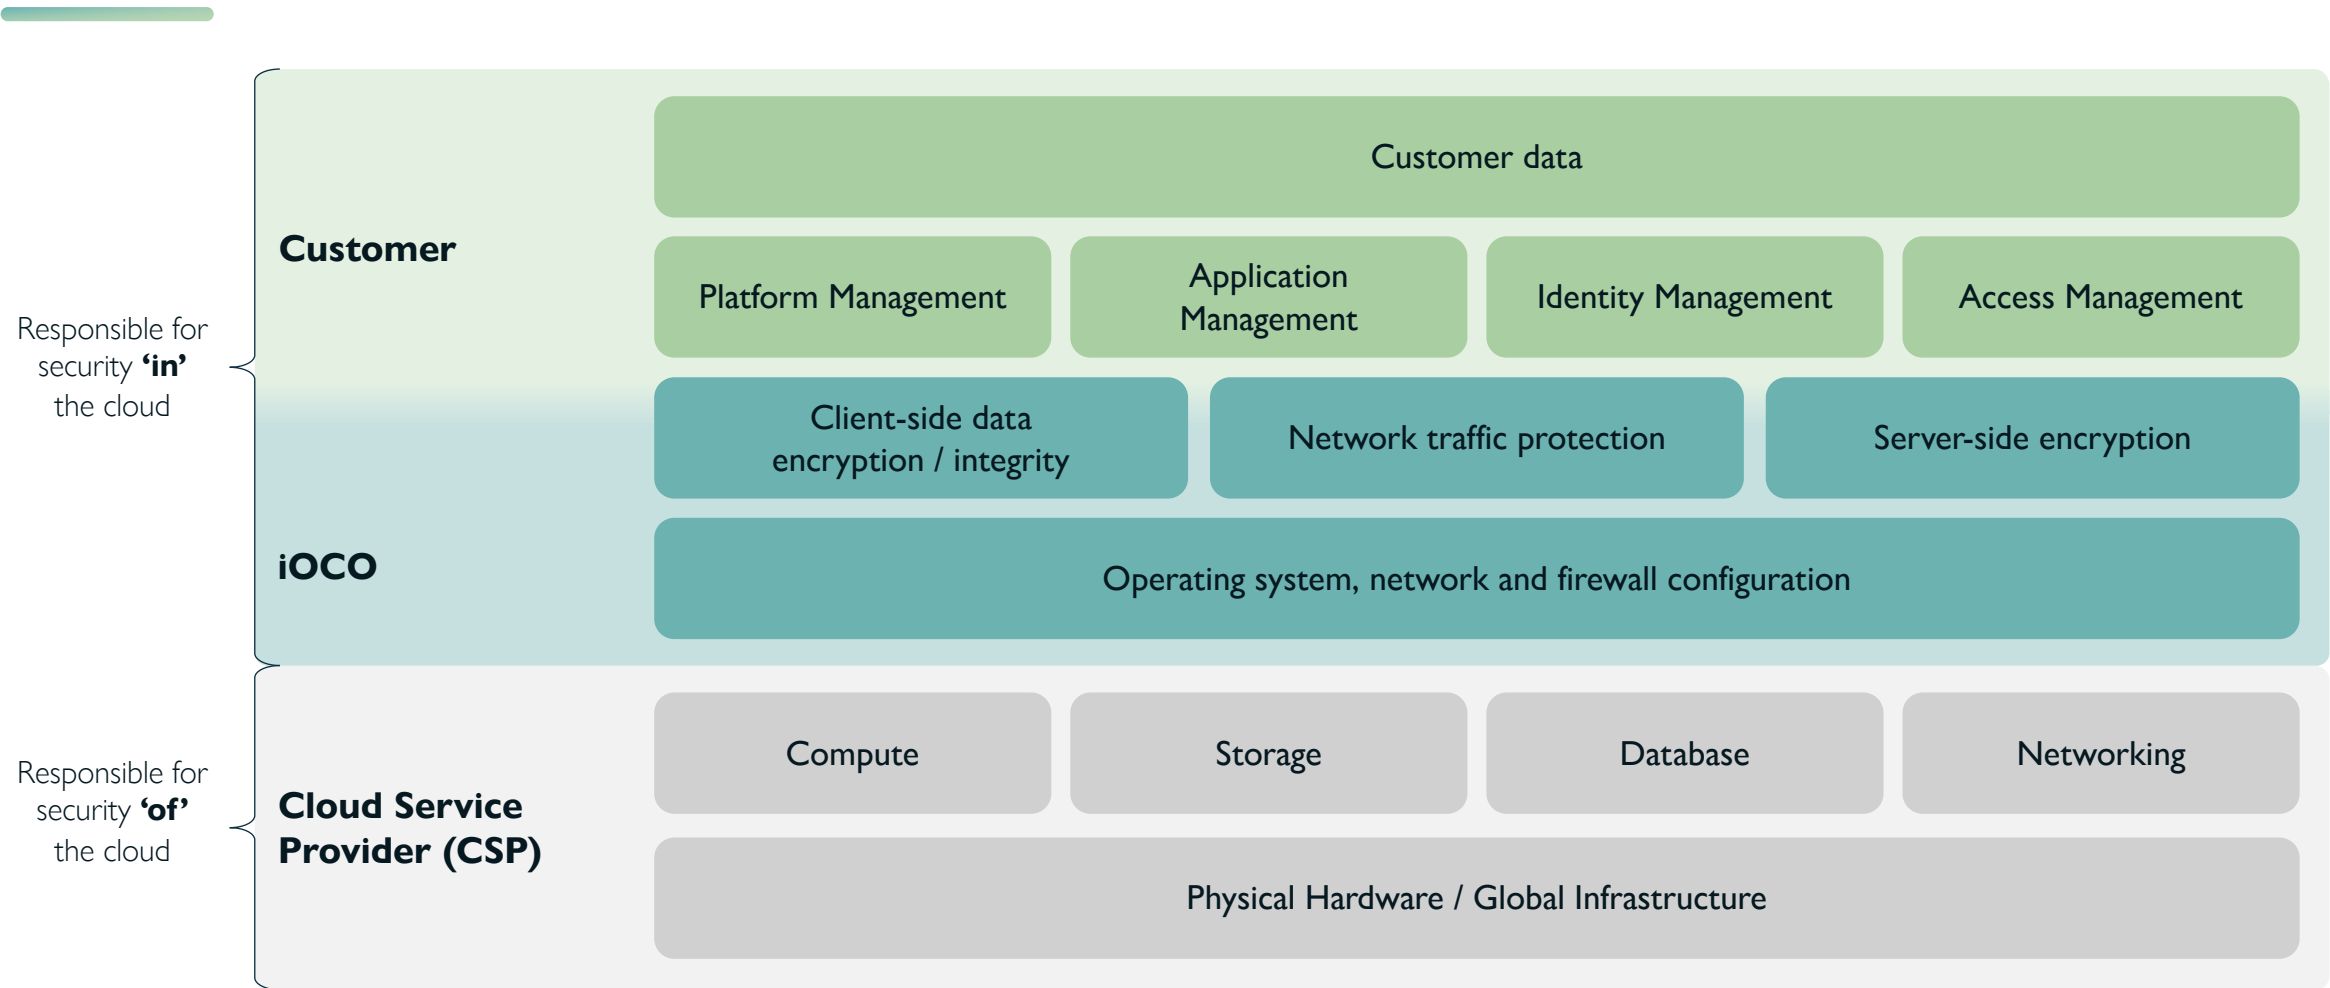 Responsible for
security ‘in’
the cloud
Customer
Customer data
Platform Management
Application
Management
Identity Management
Access Management
iOCO
Client-side data
encryption / integrity
Network traffic protection
Server-side encryption
Operating system, network and firewall configuration
Responsible for
security ‘of’
the cloud
Cloud Service
Provider (CSP)
Compute
Storage
Database
Networking
Physical Hardware / Global Infrastructure